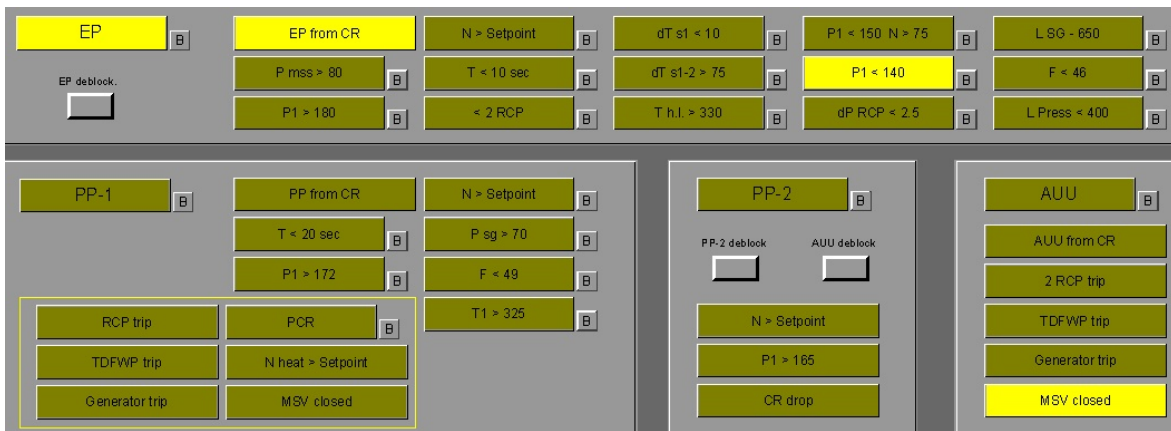 EP B EP from CR N > Setpoint B dT s1 < 10 B P1 < 150 N > 75 B L SG - 650 B
EP deblock. P mss > 80 B T < 10 sec B dT s1-2 > 75 B P1 < 140 B F < 46 B
P1 > 180 B < 2 RCP B T h.l. > 330 B dP RCP < 2.5 B L Press < 400 B
PP-1 B PP from CR N > Setpoint B
T < 20 sec B P sg > 70 B
P1 > 172 B F < 49 B
RCP trip PCR B T1 > 325 B
TDFWP trip N heat > Setpoint
Generator trip MSV closed
PP-2 B
PP-2 deblock AUU deblock
N > Setpoint
P1 > 165
CR drop
AUU B
AUU from CR
2 RCP trip
TDFWP trip
Generator trip
MSV closed